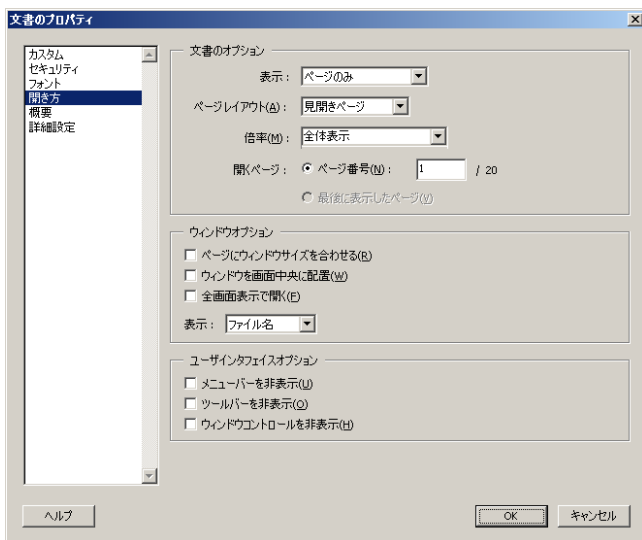 文書のプロパティ
カスタム
セキュリティ
フォント
開き方
概要
詳細設定
文書のオプション
表示： ページのみ
ページレイアウト(A)： 見開きページ
倍率(M)： 全体表示
開くページ： ページ番号(N)： 1 / 20
最後に表示したページ(V)
ウィンドウオプション
ページにウィンドウサイズを合わせる(R)
ウィンドウを画面中央に配置(W)
全画面表示で開く(F)
表示： ファイル名
ユーザインタフェイスオプション
メニューバーを非表示(U)
ツールバーを非表示(O)
ウィンドウコントロールを非表示(H)
ヘルプ OK キャンセル